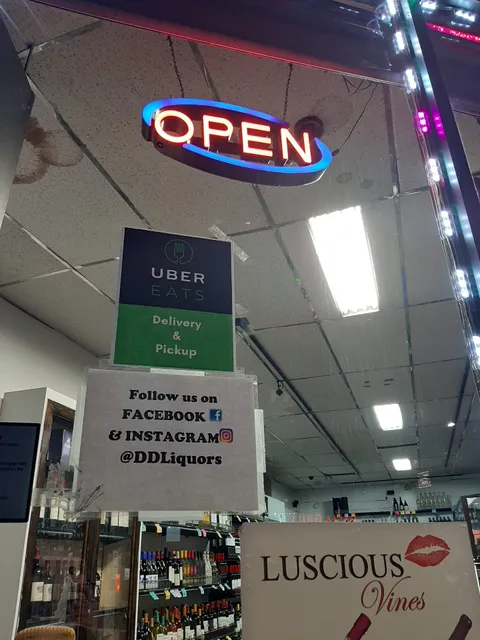 OPEN
UBER
EATS
Delivery
&
Pickup
Follow us on
FACEBOOK
& INSTAGRAM
@DDLiquors
LUSCIOUS
Vines